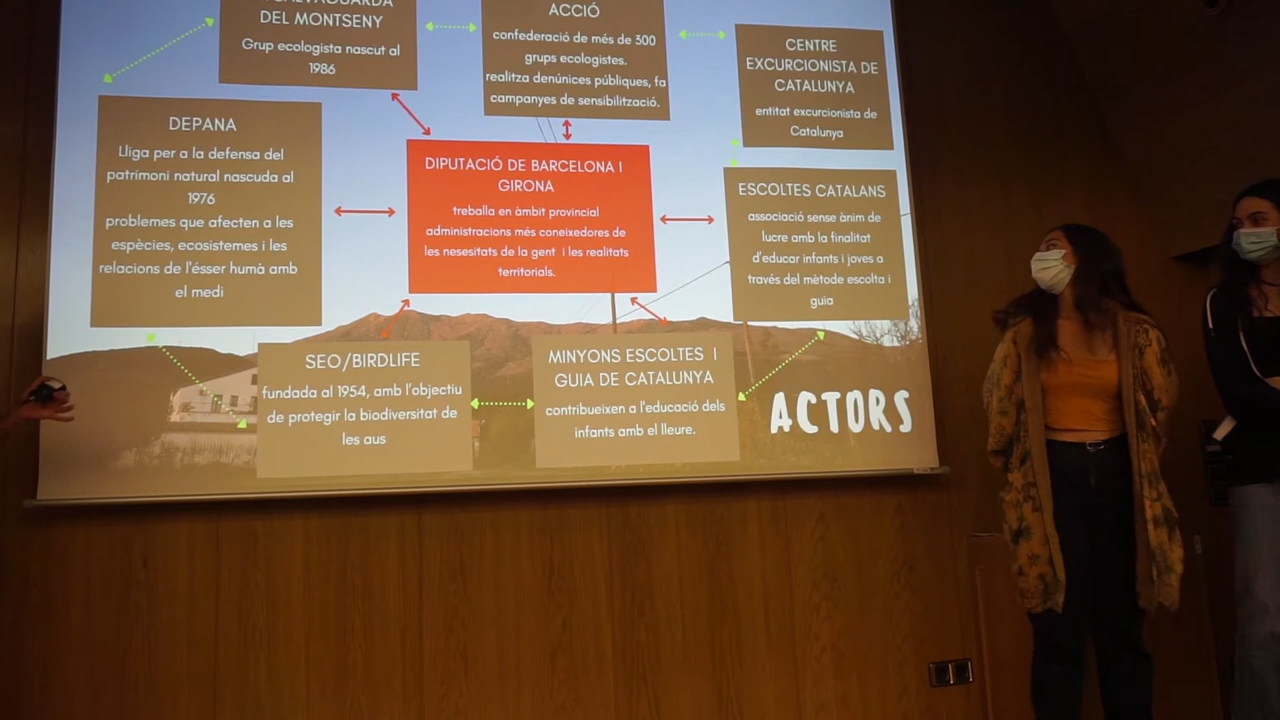 DEL MONTSENY
Grup ecologista nascut al
1986
ACCIÓ
confederació de més de 300
grups ecologistes.
realitza denúnices públiques, fa
campanyes de sensibilització.
CENTRE
EXCURSIONISTA DE
CATALUNYA
entitat excursionista de
Catalunya
DEPANA
Lliga per a la defensa del
patrimoni natural nascuda al
1976
problemes que afecten a les
espècies, ecosistemes i les
relacions de l'ésser humà amb
el medi
DIPUTACIÓ DE BARCELONA I
GIRONA
treballa en àmbit provincial
administracions més coneixedores de
les nesesitats de la gent i les realitats
territorials.
ESCOLTES CATALANS
associació sense ànim de
lucre amb la finalitat
d'educar infants i joves a
través del mètode escolta i
guia
SEO/BIRDLIFE
fundada al 1954, amb l'objectiu
de protegir la biodiversitat de
les aus
MINYONS ESCOLTES I
GUIA DE CATALUNYA
contribueixen a l'educació dels
infants amb el lleure.
ACTORS